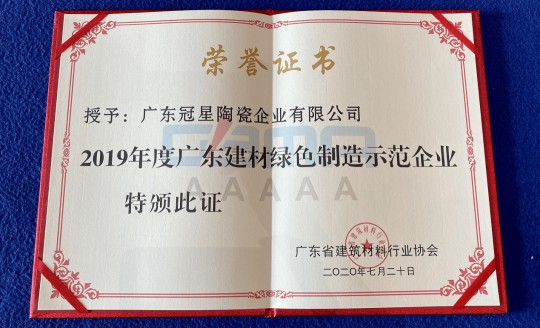 荣誉证书
授予：广东冠星陶瓷企业有限公司
2019年度广东建材绿色制造示范企业
特颁此证
广东省建筑材料行业协会
二〇二〇年七月二十日
AAAAA